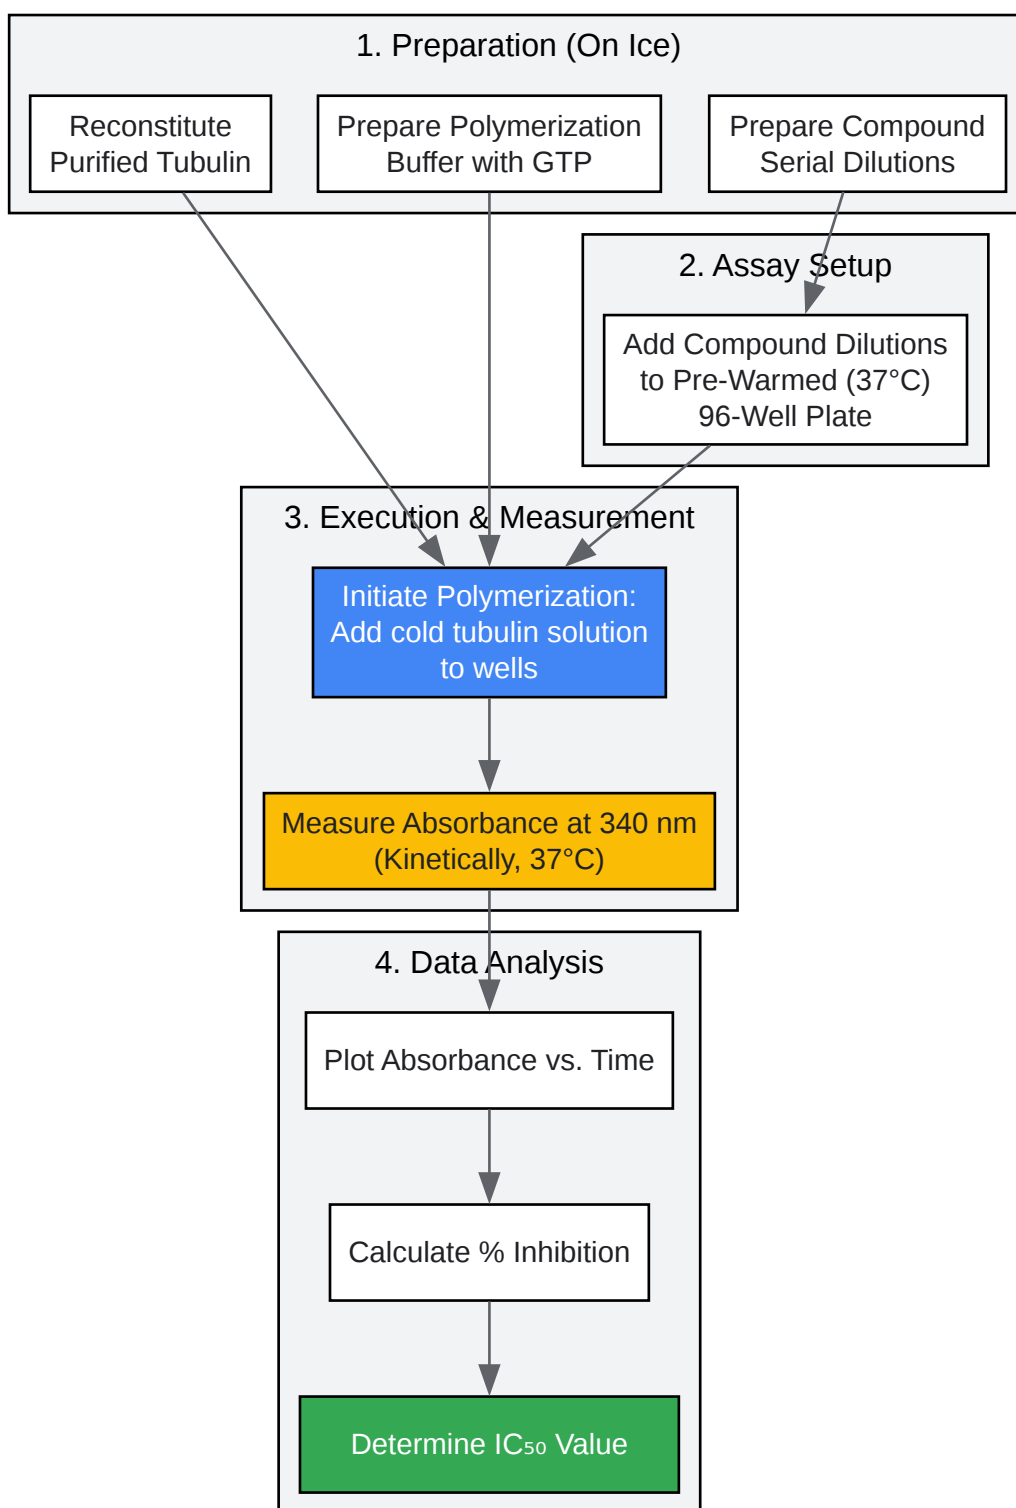 1. Preparation (On Ice)
Reconstitute
Purified Tubulin
Prepare Polymerization
Buffer with GTP
Prepare Compound
Serial Dilutions
2. Assay Setup
Add Compound Dilutions
to Pre-Warmed (37°C)
96-Well Plate
3. Execution & Measurement
Initiate Polymerization:
Add cold tubulin solution
to wells
Measure Absorbance at 340 nm
(Kinetically, 37°C)
4. Data Analysis
Plot Absorbance vs. Time
Calculate % Inhibition
Determine IC₅₀ Value